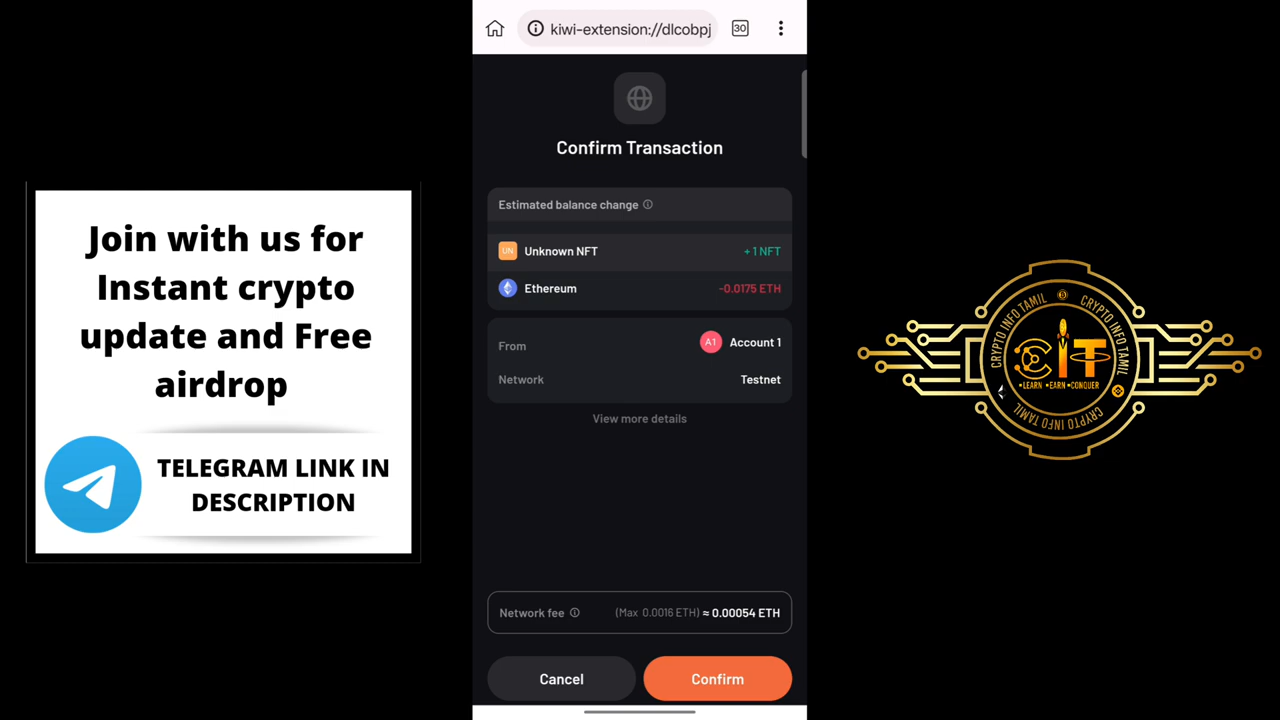 Join with us for
Instant crypto
update and Free
airdrop
TELEGRAM LINK IN
DESCRIPTION
kiwi-extension://dlcobpj
30
Confirm Transaction
Estimated balance change
UN Unknown NFT + 1 NFT
Ethereum -0.0175 ETH
From A1 Account 1
Network Testnet
View more details
Network fee (Max 0.0016 ETH) ≈ 0.00054 ETH
Cancel Confirm
CRYPTO INFO TAMIL
CRYPTO INFO TAMIL
CIT
•LEARN •EARN •CONQUER
CRYPTO INFO TAMIL